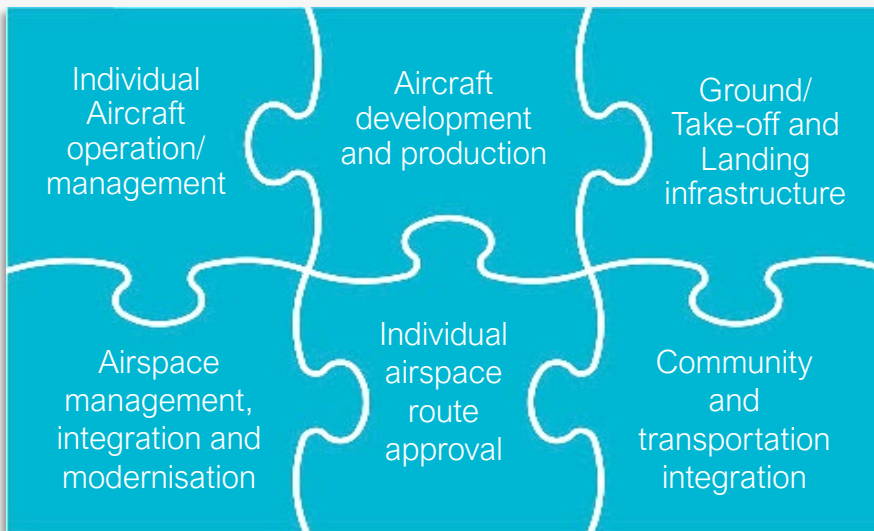 Individual
Aircraft
operation/
management
Aircraft
development
and production
Ground/
Take-off and
Landing
infrastructure
Airspace
management,
integration and
modernisation
Individual
airspace
route
approval
Community
and
transportation
integration